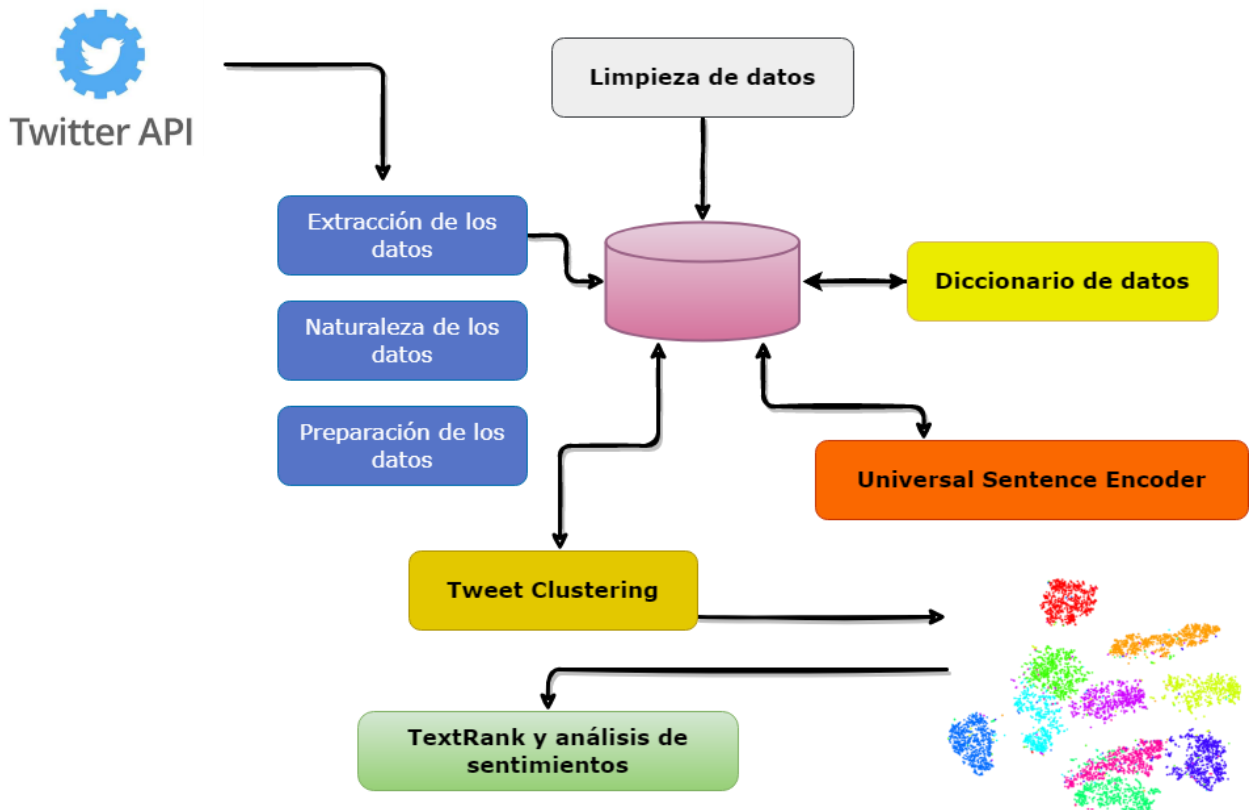 Twitter API
Limpieza de datos
Extracción de los
datos
Naturaleza de los
datos
Preparación de los
datos
Diccionario de datos
Universal Sentence Encoder
Tweet Clustering
TextRank y análisis de
sentimientos